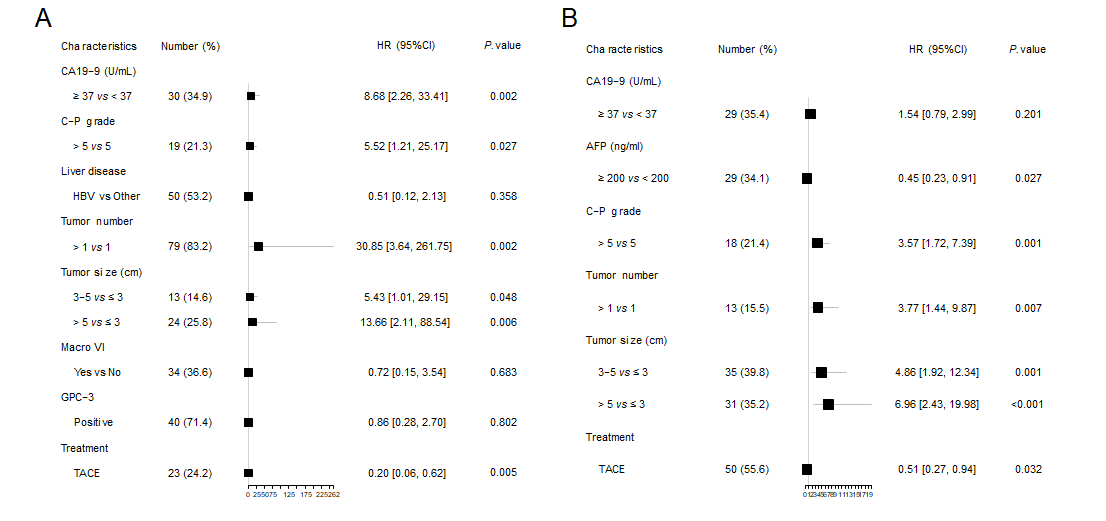 A
Characteristics Number (%) HR (95%CI) P. value
CA19−9 (U/mL)
≥ 37 vs < 37 30 (34.9) 8.68 [2.26, 33.41] 0.002
C−P grade
> 5 vs 5 19 (21.3) 5.52 [1.21, 25.17] 0.027
Liver disease
HBV vs Other 50 (53.2) 0.51 [0.12, 2.13] 0.358
Tumor number
> 1 vs 1 79 (83.2) 30.85 [3.64, 261.75] 0.002
Tumor size (cm)
3−5 vs ≤ 3 13 (14.6) 5.43 [1.01, 29.15] 0.048
> 5 vs ≤ 3 24 (25.8) 13.66 [2.11, 88.54] 0.006
Macro VI
Yes vs No 34 (36.6) 0.72 [0.15, 3.54] 0.683
GPC−3
Positive 40 (71.4) 0.86 [0.28, 2.70] 0.802
Treatment
TACE 23 (24.2) 0.20 [0.06, 0.62] 0.005
0 255075 125 175 225262
B
Characteristics Number (%) HR (95%CI) P. value
CA19−9 (U/mL)
≥ 37 vs < 37 29 (35.4) 1.54 [0.79, 2.99] 0.201
AFP (ng/ml)
≥ 200 vs < 200 29 (34.1) 0.45 [0.23, 0.91] 0.027
C−P grade
> 5 vs 5 18 (21.4) 3.57 [1.72, 7.39] 0.001
Tumor number
> 1 vs 1 13 (15.5) 3.77 [1.44, 9.87] 0.007
Tumor size (cm)
3−5 vs ≤ 3 35 (39.8) 4.86 [1.92, 12.34] 0.001
> 5 vs ≤ 3 31 (35.2) 6.96 [2.43, 19.98] <0.001
Treatment
TACE 50 (55.6) 0.51 [0.27, 0.94] 0.032